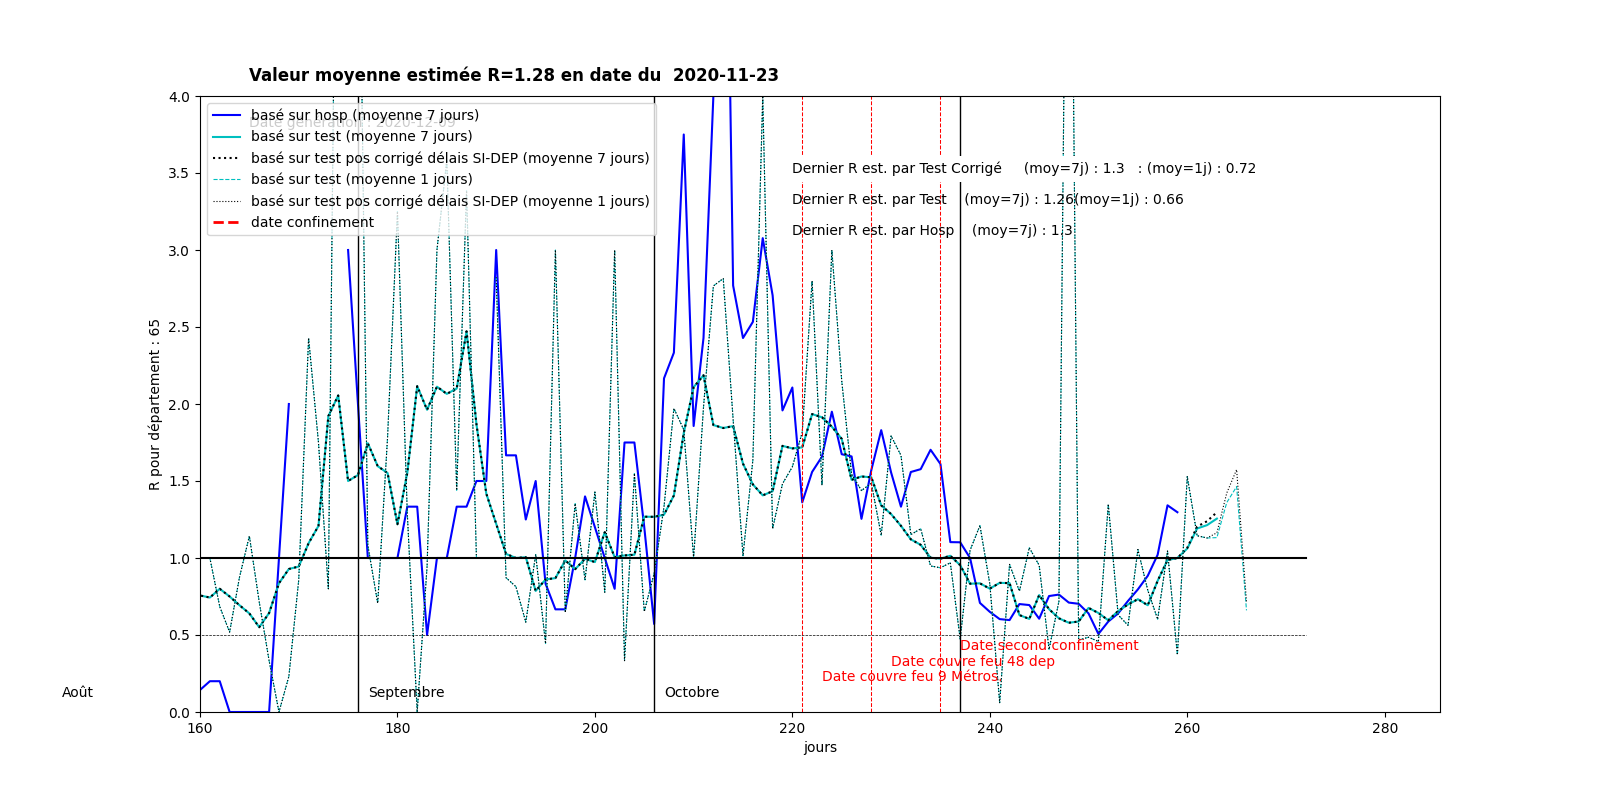 Valeur moyenne estimée R=1.28 en date du  2020-11-23
Date génération : 2020-12-09
basé sur hosp (moyenne 7 jours)
basé sur test (moyenne 7 jours)
basé sur test pos corrigé délais SI-DEP (moyenne 7 jours)
basé sur test (moyenne 1 jours)
basé sur test pos corrigé délais SI-DEP (moyenne 1 jours)
date confinement
Dernier R est. par Test Corrigé     (moy=7j) : 1.3   : (moy=1j) : 0.72
Dernier R est. par Test    (moy=7j) : 1.26(moy=1j) : 0.66
Dernier R est. par Hosp    (moy=7j) : 1.3
4.0
3.5
3.0
2.5
2.0
1.5
1.0
0.5
0.0
R pour département : 65
Date second confinement
Date couvre feu 48 dep
Date couvre feu 9 Métros.
Août
Septembre
Octobre
160
180
200
220
240
260
280
jours